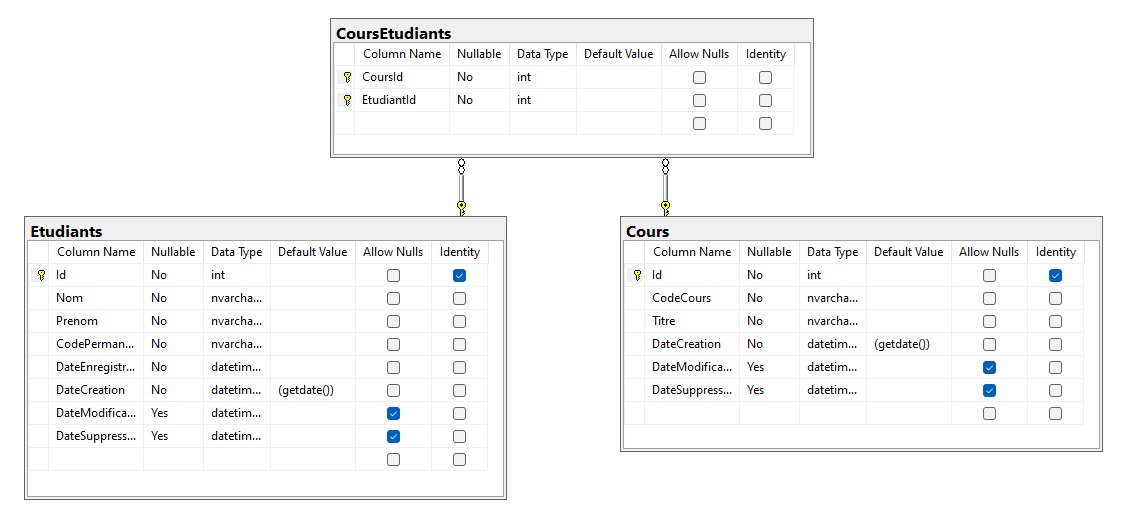 CoursEtudiants
Column Name Nullable Data Type Default Value Allow Nulls Identity
CoursId No int
EtudiantId No int
Etudiants
Column Name Nullable Data Type Default Value Allow Nulls Identity
Id No int
Nom No nvarcha...
Prenom No nvarcha...
CodePerman... No nvarcha...
DateEnregistr... No datetim...
DateCreation No datetim... (getdate())
DateModifica... Yes datetim...
DateSuppress... Yes datetim...
Cours
Column Name Nullable Data Type Default Value Allow Nulls Identity
Id No int
CodeCours No nvarcha...
Titre No nvarcha...
DateCreation No datetim... (getdate())
DateModifica... Yes datetim...
DateSuppress... Yes datetim...